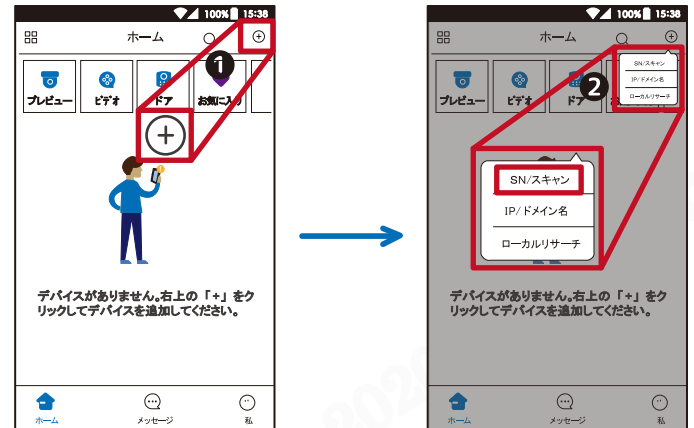 100% 15:38
ホーム
プレビュー ビデオ ドア お気に入り
1
デバイスがありません。右上の「+」をク
リックしてデバイスを追加してください。
ホーム メッセージ 私
100% 15:38
ホーム
SN/スキャン
IP/ドメイン名
ローカルリサーチ
プレビュー ビデオ ドア
2
SN/スキャン
IP/ドメイン名
ローカルリサーチ
デバイスがありません。右上の「+」をク
リックしてデバイスを追加してください。
ホーム メッセージ 私